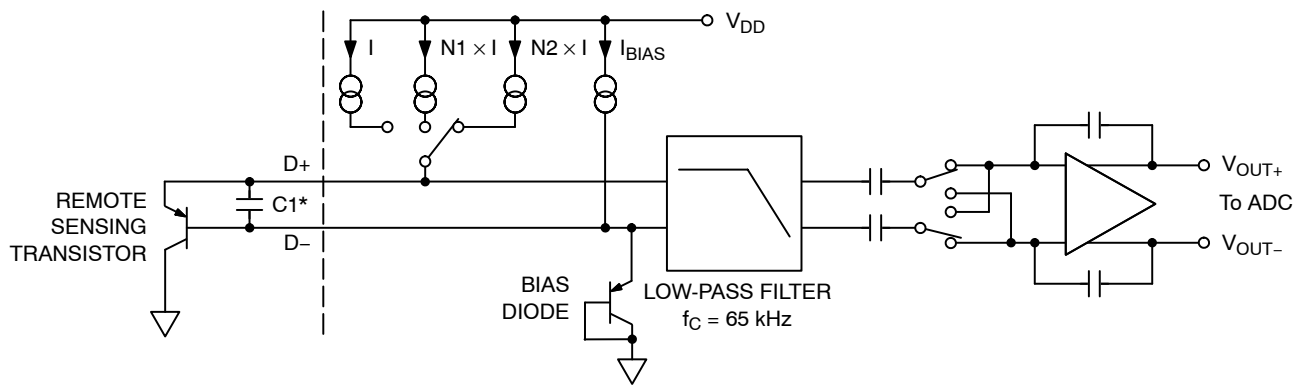 V_DD
I
N1 × I
N2 × I
I_BIAS
D+
REMOTE
SENSING
TRANSISTOR
C1*
D−
BIAS
DIODE
LOW-PASS FILTER
f_C = 65 kHz
V_OUT+
To ADC
V_OUT−